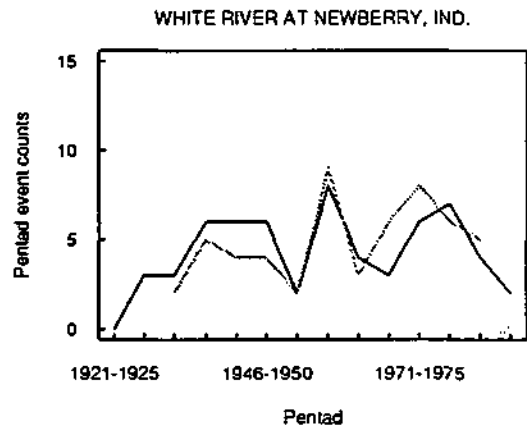 WHITE RIVER AT NEWBERRY, IND.
15
10
5
0
Pentad event counts
1921-1925
1946-1950
1971-1975
Pentad